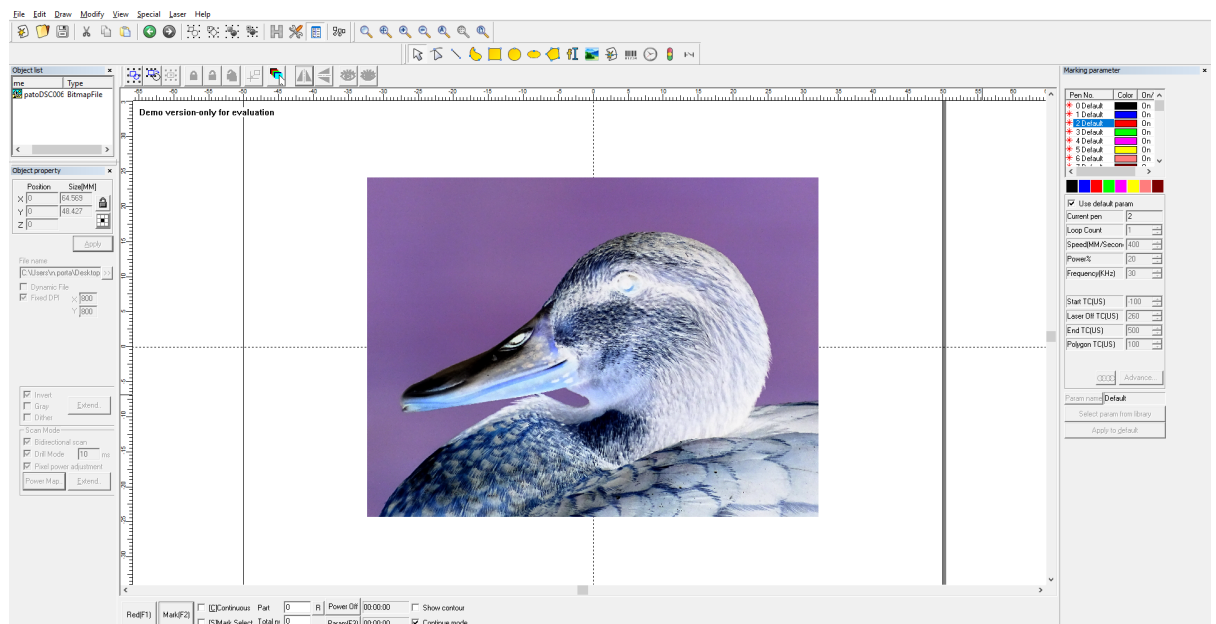 File Edit Draw Modify View Special Laser Help
Object list
me Type
patoDSC006 BitmapFile
Object property
Position Size[MM]
X 0 64.569
Y 0 48.427
Z 0
Apply
File name
C:\Users\n.porta\Desktop >>
Dynamic File
Fixed DPI X 800
Y 800
Invert
Gray Extend..
Dither
Scan Mode
Bidirectional scan
Drill Mode 10 ms
Pixel power adjustment
Power Map.. Extend..
Demo version-only for evaluation
Red(F1) Mark(F2) [C]Continuous Part 0 R Power Off 00:00:00 Show contour
[S]Mark Select Total n 0 Param(F3) 00:00:00 Continue mode
Marking parameter
Pen No. Color On/
0 Default On
1 Default On
2 Default On
3 Default On
4 Default On
5 Default On
6 Default On
Use default param
Current pen 2
Loop Count 1
Speed(MM/Secon 400
Power% 20
Frequency(KHz) 30
Start TC(US) -100
Laser Off TC(US) 260
End TC(US) 500
Polygon TC(US) 100
Advance...
Param name Default
Select param from library
Apply to default